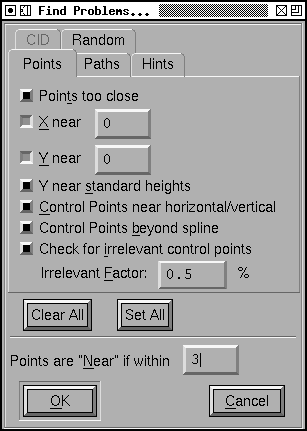 Find Problems...
CID Random
Points Paths Hints
Points too close
X near 0
Y near 0
Y near standard heights
Control Points near horizontal/vertical
Control Points beyond spline
Check for irrelevant control points
Irrelevant Factor: 0.5 %
Clear All Set All
Points are "Near" if within 3
OK Cancel